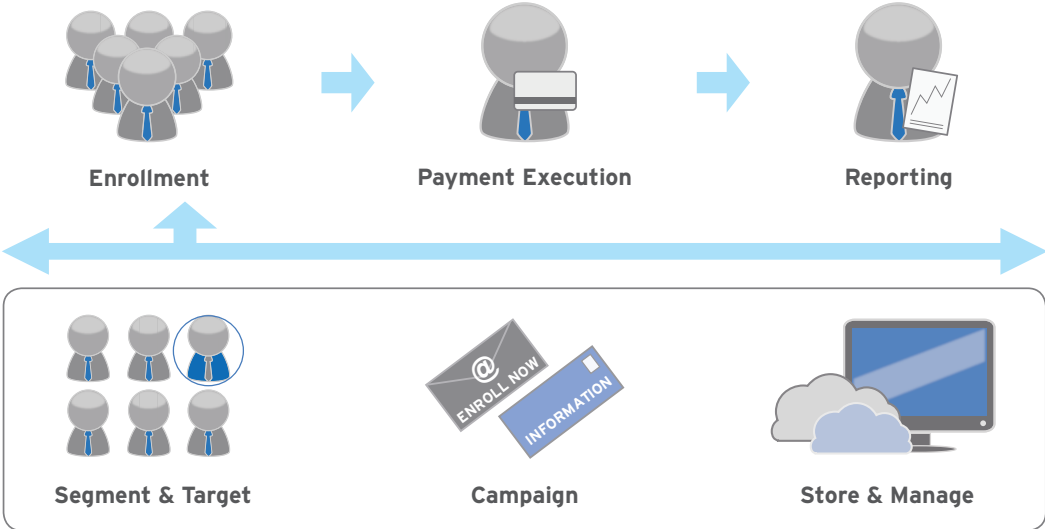 Enrollment
Payment Execution
Reporting
@
ENROLL NOW
INFORMATION
Segment & Target
Campaign
Store & Manage